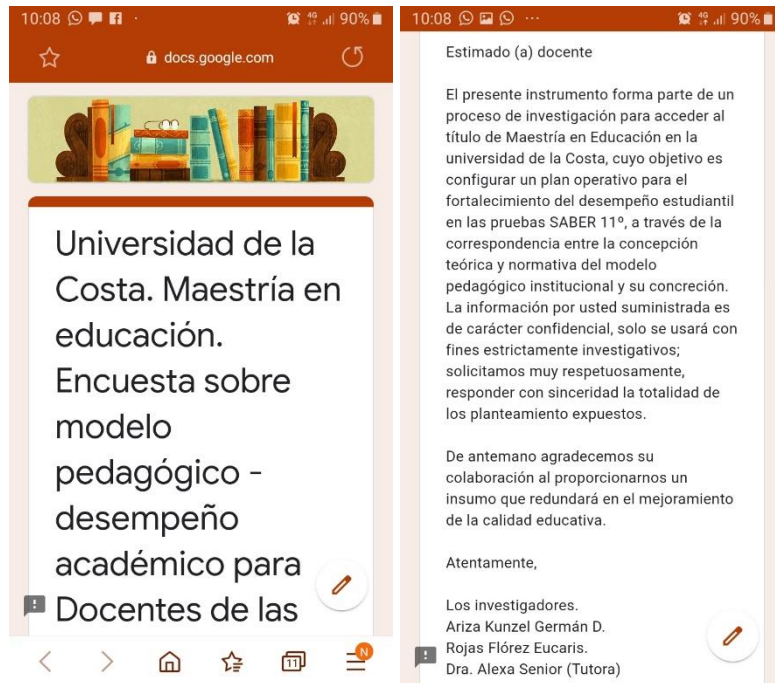 10:08
4G 90%
docs.google.com
Universidad de la
Costa. Maestría en
educación.
Encuesta sobre
modelo
pedagógico -
desempeño
académico para
Docentes de las
11
N
10:08
4G 90%
Estimado (a) docente
El presente instrumento forma parte de un
proceso de investigación para acceder al
título de Maestría en Educación en la
universidad de la Costa, cuyo objetivo es
configurar un plan operativo para el
fortalecimiento del desempeño estudiantil
en las pruebas SABER 11º, a través de la
correspondencia entre la concepción
teórica y normativa del modelo
pedagógico institucional y su concreción.
La información por usted suministrada es
de carácter confidencial, solo se usará con
fines estrictamente investigativos;
solicitamos muy respetuosamente,
responder con sinceridad la totalidad de
los planteamiento expuestos.
De antemano agradecemos su
colaboración al proporcionarnos un
insumo que redundará en el mejoramiento
de la calidad educativa.
Atentamente,
Los investigadores.
Ariza Kunzel Germán D.
Rojas Flórez Eucaris.
Dra. Alexa Senior (Tutora)